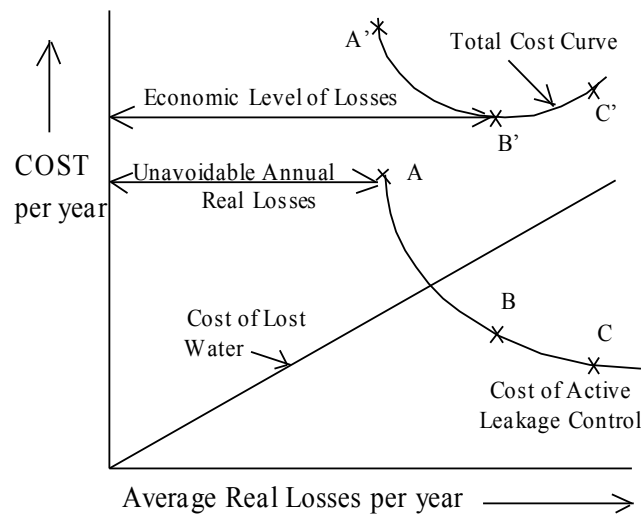 A’
Total Cost Curve
Economic Level of Losses
C’
B’
COST
per year
Unavoidable Annual
Real Losses
A
Cost of Lost
Water
B
C
Cost of Active
Leakage Control
Average Real Losses per year